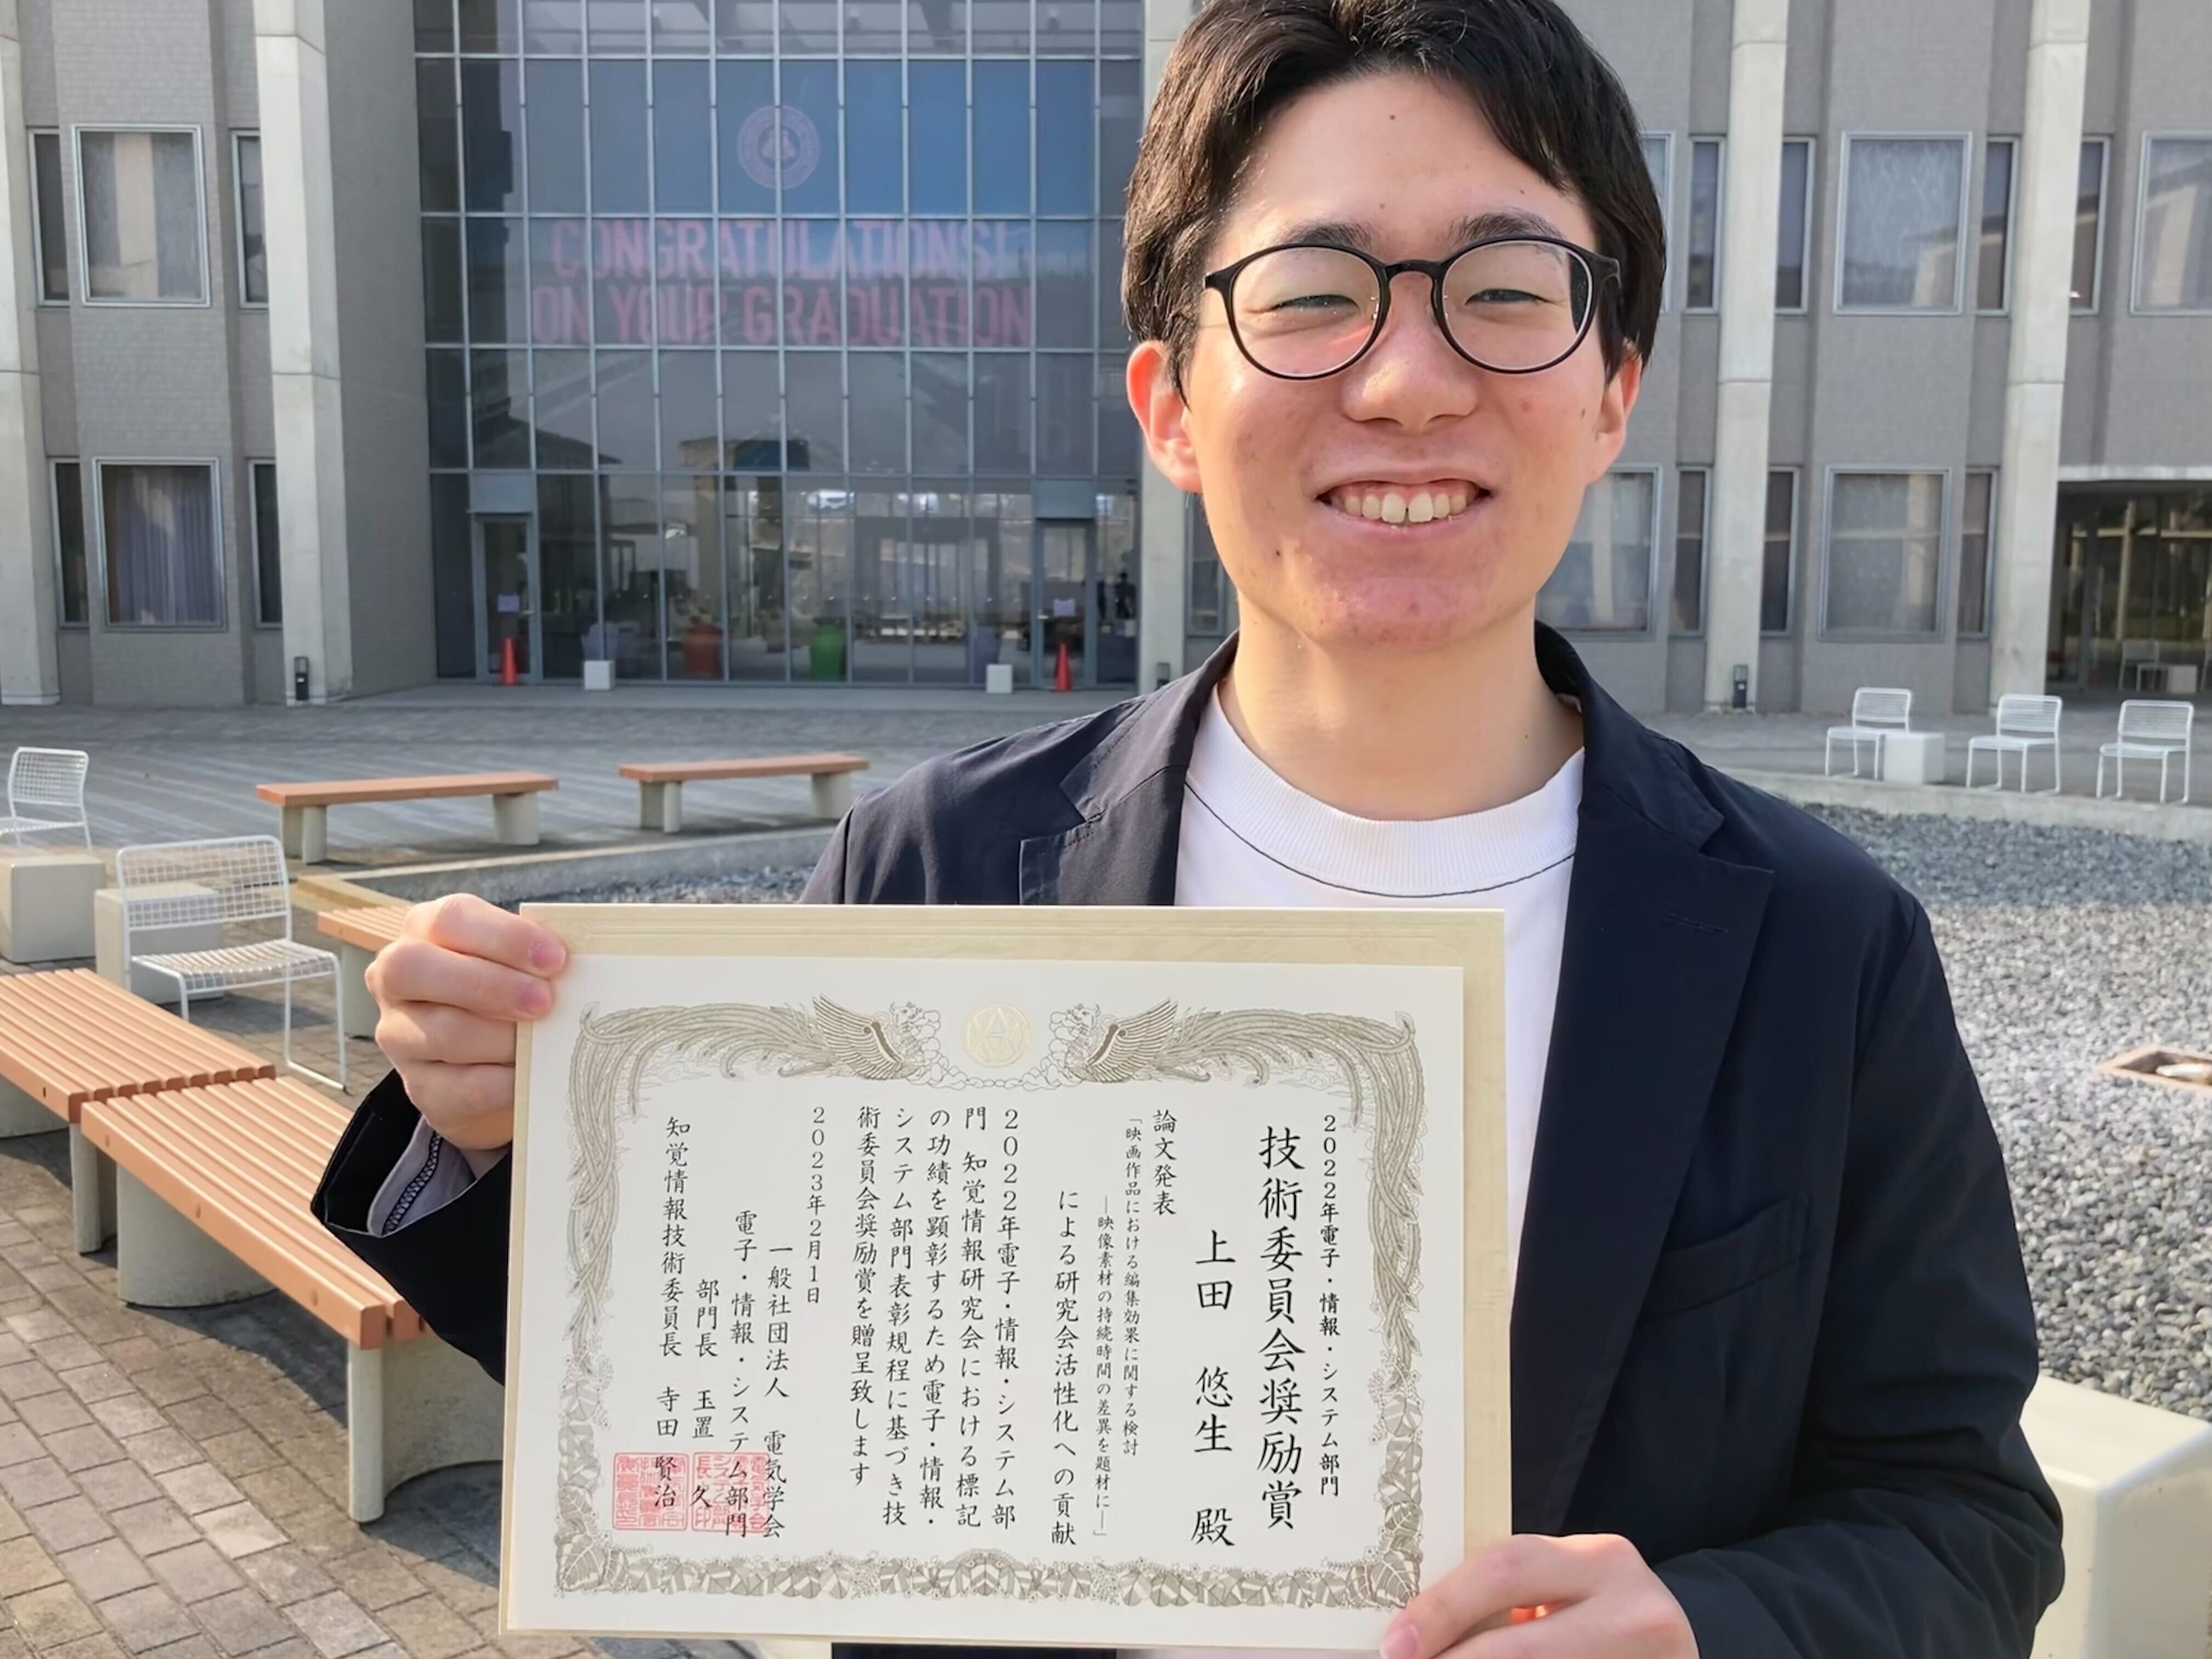 CONGRATULATIONS!
ON YOUR GRADUATION
2022年電子・情報・システム部門
技術委員会奨励賞
上田 悠生 殿
論文発表
「映画作品における編集効果に関する検討
―映像素材の持続時間の差異を題材に―」
による研究会活性化への貢献
2022年電子・情報・システム部
門 知覚情報研究会における標記
の功績を顕彰するため電子・情報・
システム部門表彰規程に基づき技
術委員会奨励賞を贈呈致します
2023年2月1日
一般社団法人 電気学会
電子・情報・システム部門
部門長 玉置 久
知覚情報技術委員長 寺田 賢治